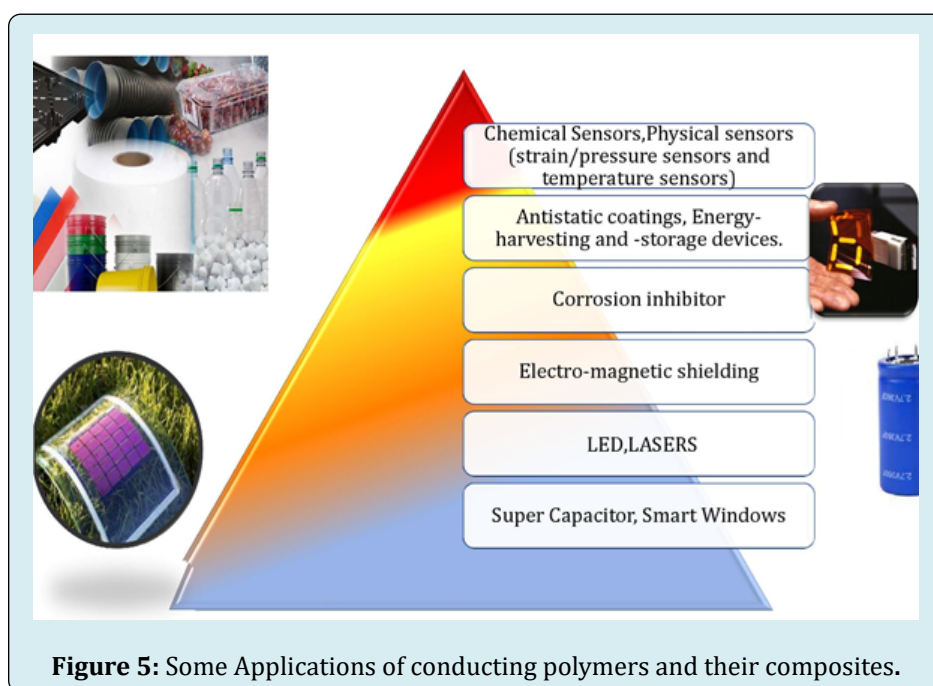 Chemical Sensors,Physical sensors
(strain/pressure sensors and
temperature sensors)
Antistatic coatings, Energy-
harvesting and -storage devices.
Corrosion inhibitor
Electro-magnetic shielding
LED,LASERS
Super Capacitor, Smart Windows
Figure 5: Some Applications of conducting polymers and their composites.